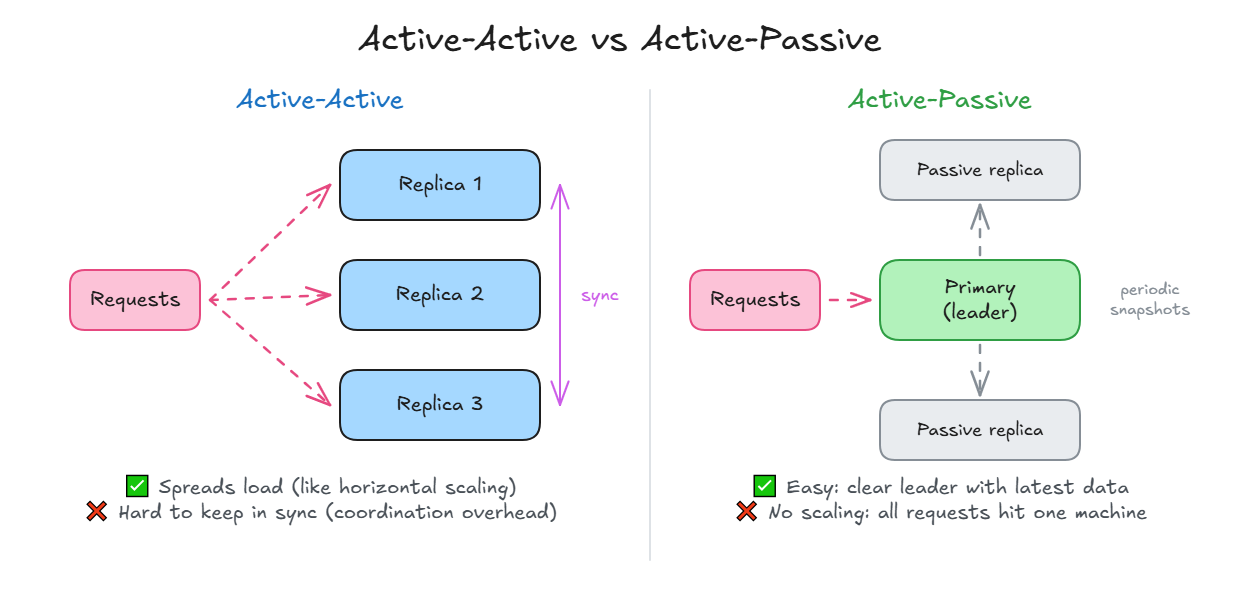 Active-Active vs Active-Passive
Active-Active
Requests
Replica 1
Replica 2
Replica 3
sync
✅ Spreads load (like horizontal scaling)
❌ Hard to keep in sync (coordination overhead)
Active-Passive
Passive replica
Requests
Primary
(leader)
periodic
snapshots
Passive replica
✅ Easy: clear leader with latest data
❌ No scaling: all requests hit one machine